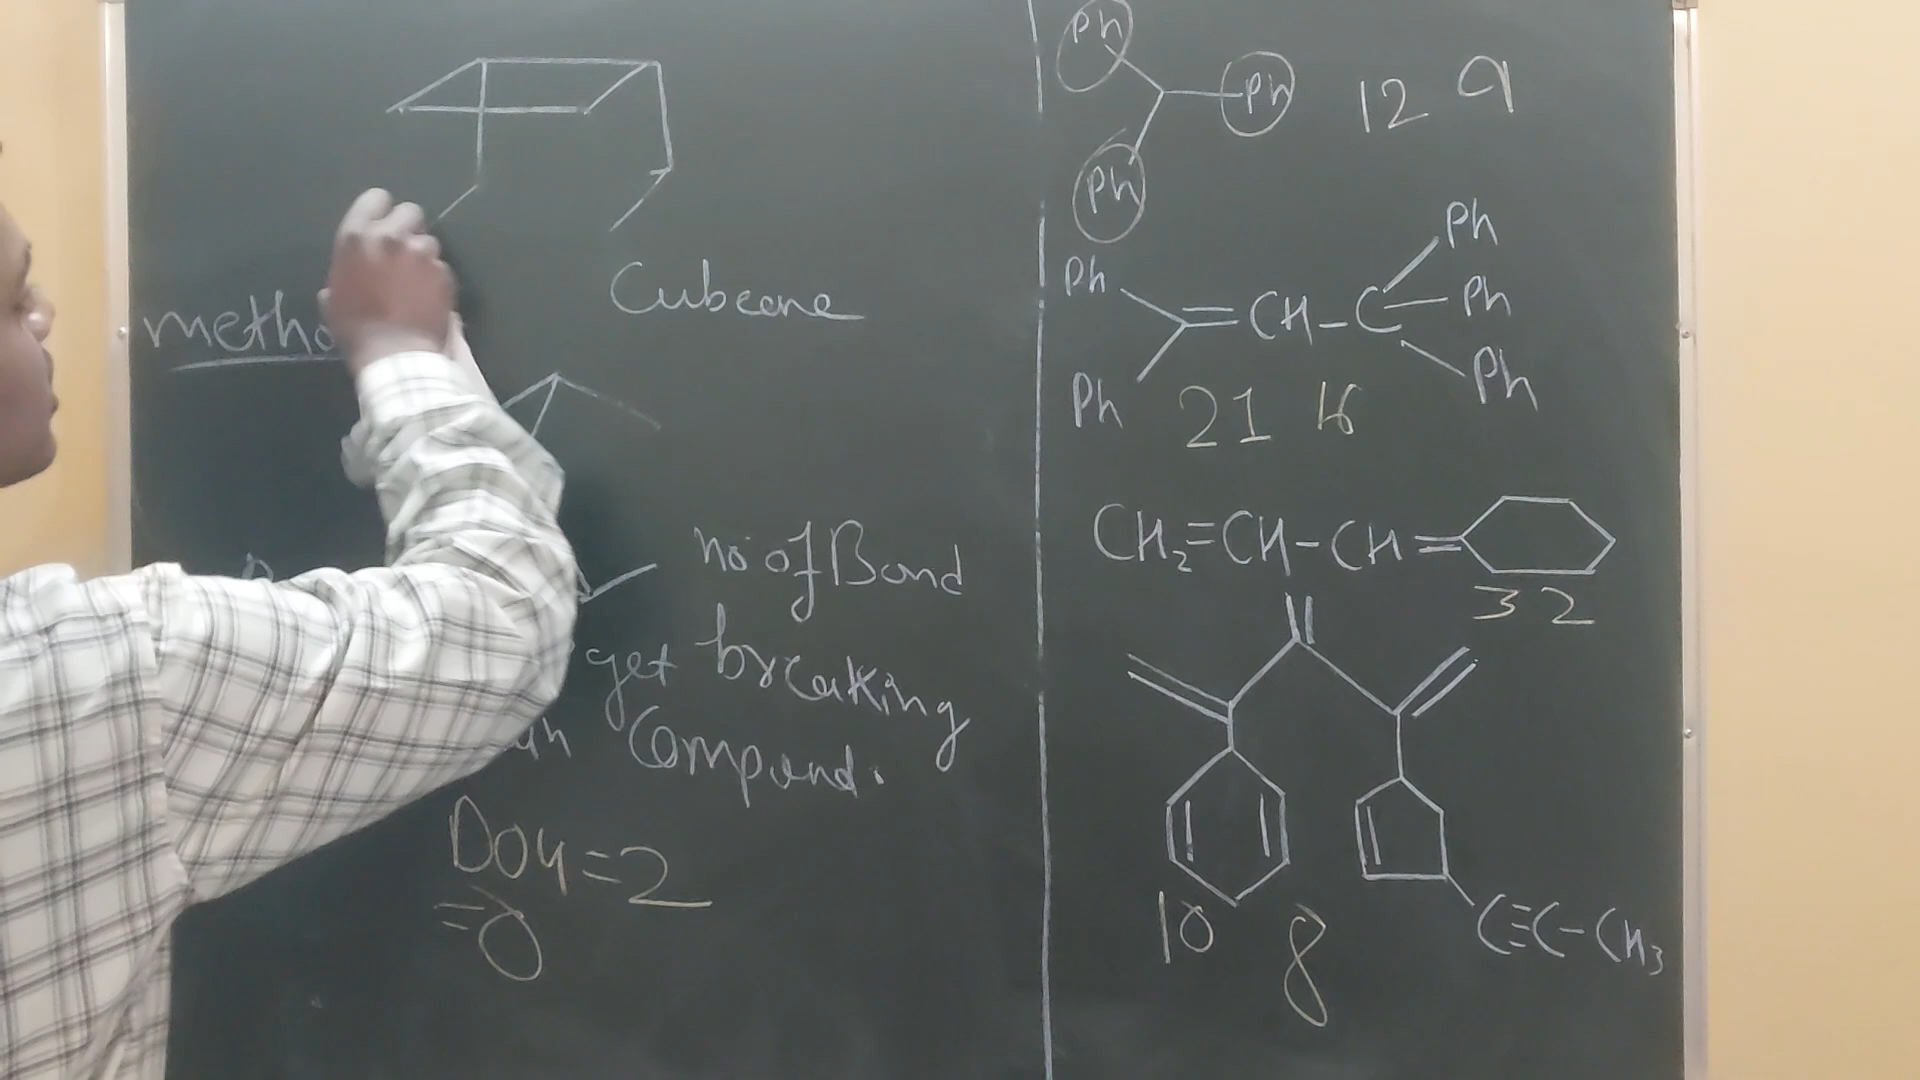 Cubeane
metho
no of Bond
get breaking
Compound.
DOU=2
=0
Ph
Ph 12 9
Ph
Ph
Ph =CH-C Ph
Ph
Ph 21 16
CH2=CH-CH=
32
10 8
C≡C-CH3